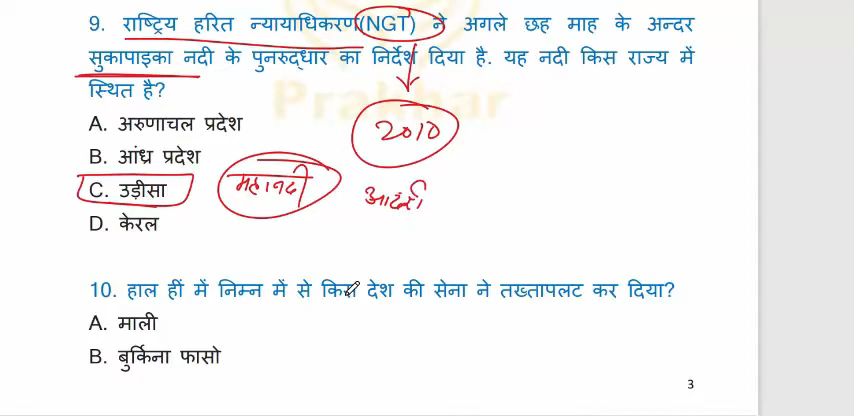 9. राष्ट्रिय हरित न्यायाधिकरण(NGT) ने अगले छह माह के अन्दर
सुकापाइका नदी के पुनरुद्धार का निर्देश दिया है. यह नदी किस राज्य में
स्थित है?
Prakhar
A. अरुणाचल प्रदेश
2010
B. आंध्र प्रदेश
C. उड़ीसा महानदी
D. केरल
10. हाल हीं में निम्न में से किस देश की सेना ने तख्तापलट कर दिया?
A. माली
B. बुर्किना फासो
3